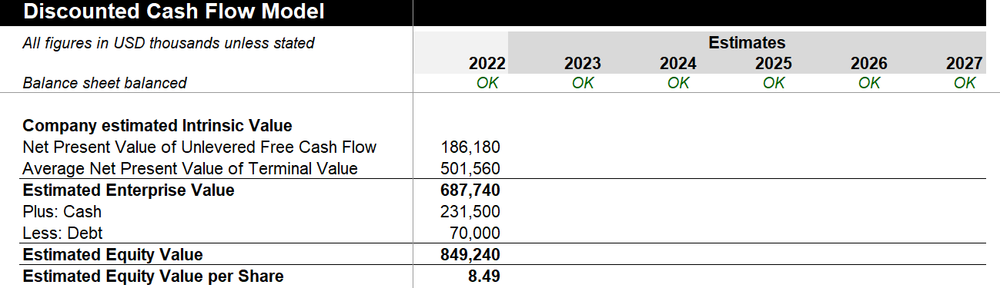 Discounted Cash Flow Model
All figures in USD thousands unless stated
Estimates
2022 2023 2024 2025 2026 2027
Balance sheet balanced OK OK OK OK OK OK
Company estimated Intrinsic Value
Net Present Value of Unlevered Free Cash Flow 186,180
Average Net Present Value of Terminal Value 501,560
Estimated Enterprise Value 687,740
Plus: Cash 231,500
Less: Debt 70,000
Estimated Equity Value 849,240
Estimated Equity Value per Share 8.49